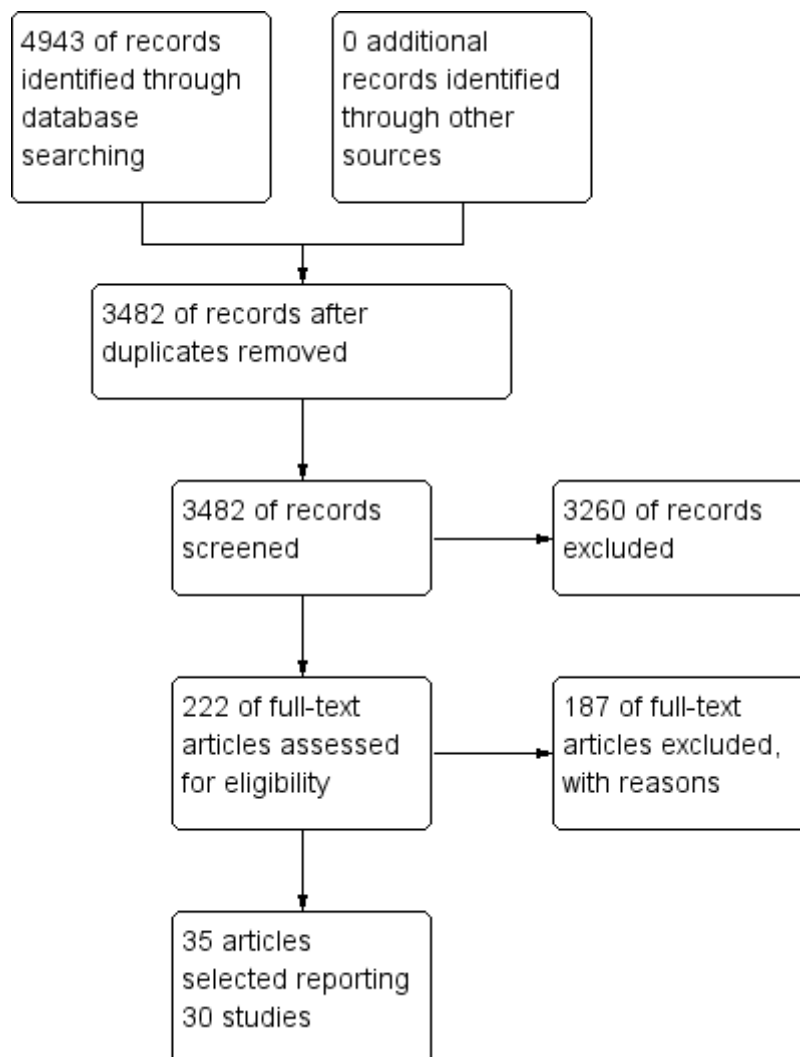 4943 of records
identified through
database
searching
0 additional
records identified
through other
sources
3482 of records after
duplicates removed
3482 of records
screened
3260 of records
excluded
222 of full-text
articles assessed
for eligibility
187 of full-text
articles excluded,
with reasons
35 articles
selected reporting
30 studies